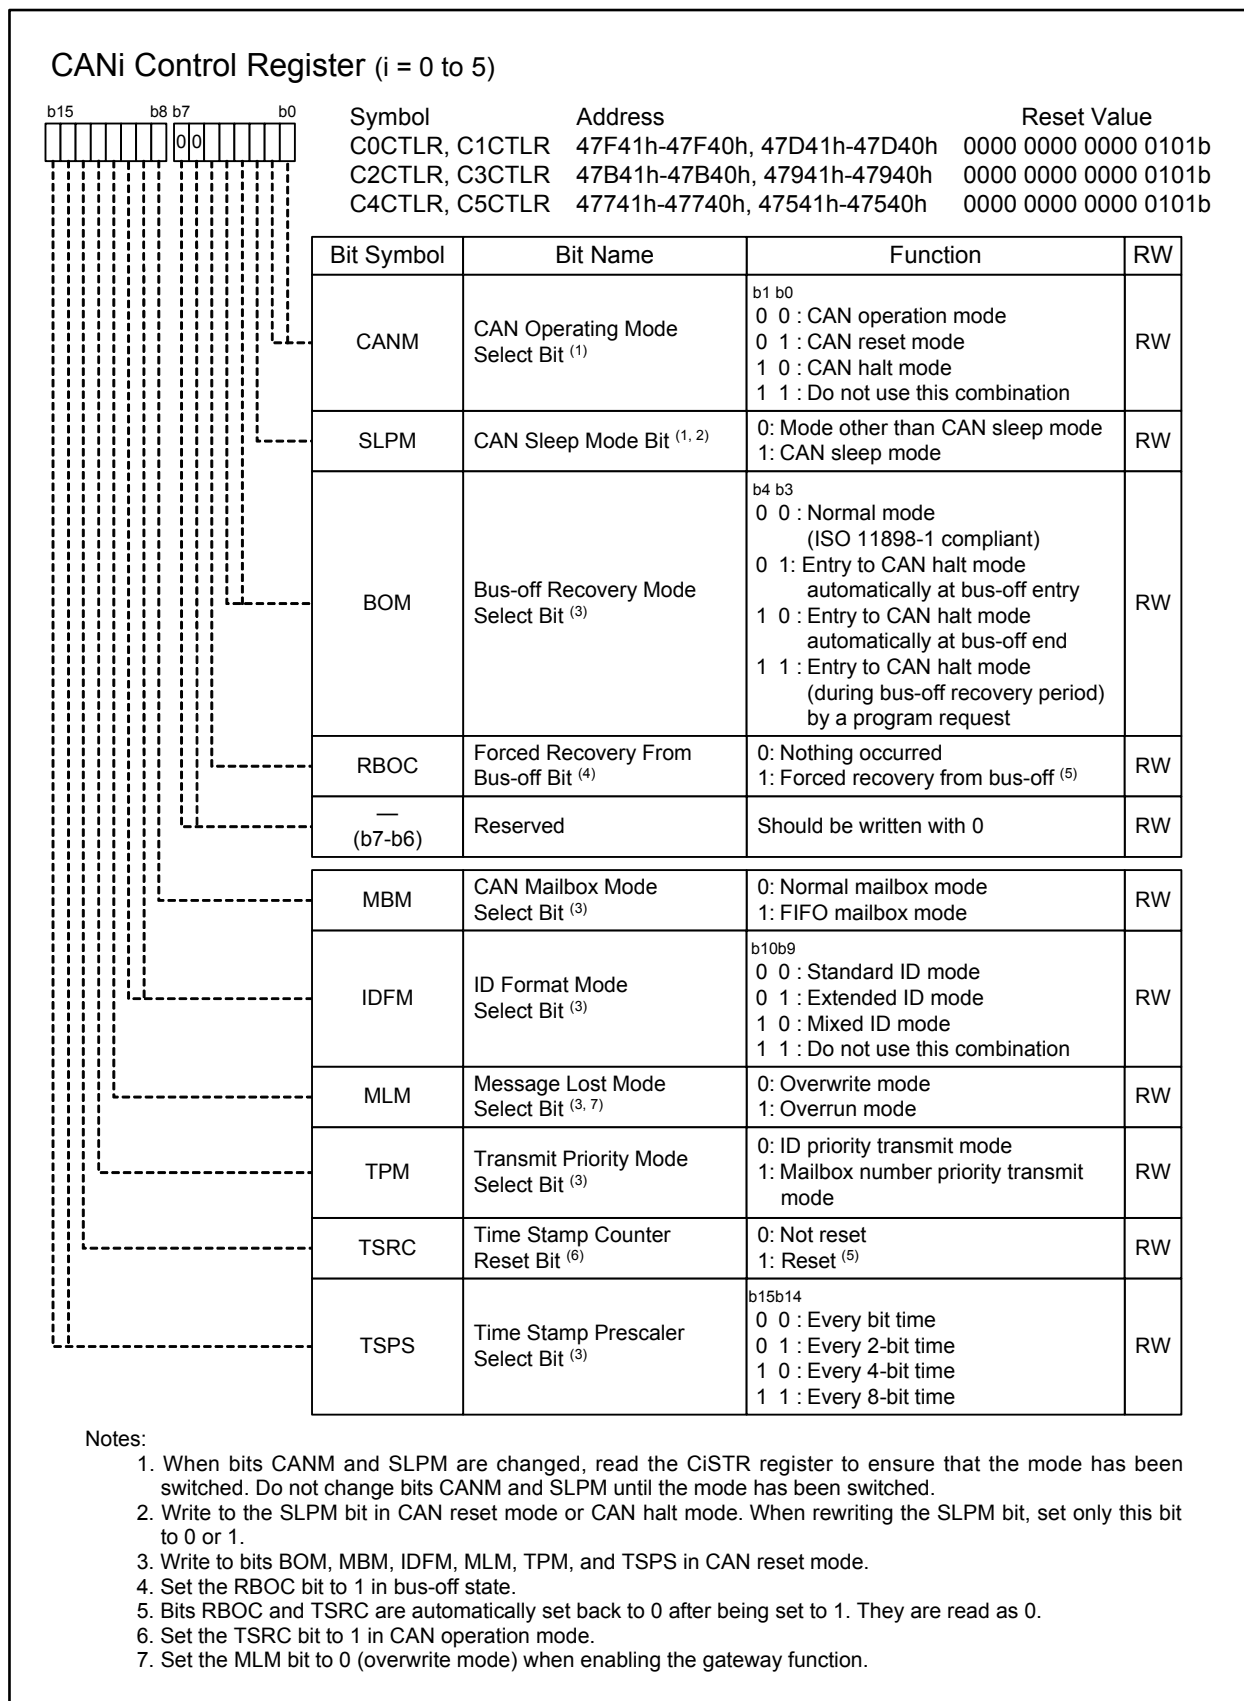 CANi Control Register (i = 0 to 5)
b15 b8 b7 b0
0 0
Symbol Address Reset Value
C0CTLR, C1CTLR 47F41h-47F40h, 47D41h-47D40h 0000 0000 0000 0101b
C2CTLR, C3CTLR 47B41h-47B40h, 47941h-47940h 0000 0000 0000 0101b
C4CTLR, C5CTLR 47741h-47740h, 47541h-47540h 0000 0000 0000 0101b
Bit Symbol Bit Name Function RW
CANM
CAN Operating Mode
Select Bit (1)
b1 b0
0 0 : CAN operation mode
0 1 : CAN reset mode
1 0 : CAN halt mode
1 1 : Do not use this combination
RW
SLPM
CAN Sleep Mode Bit (1, 2)
0: Mode other than CAN sleep mode
1: CAN sleep mode
RW
BOM
Bus-off Recovery Mode
Select Bit (3)
b4 b3
0 0 : Normal mode
(ISO 11898-1 compliant)
0 1: Entry to CAN halt mode
automatically at bus-off entry
1 0 : Entry to CAN halt mode
automatically at bus-off end
1 1 : Entry to CAN halt mode
(during bus-off recovery period)
by a program request
RW
RBOC
Forced Recovery From
Bus-off Bit (4)
0: Nothing occurred
1: Forced recovery from bus-off (5)
RW
—
(b7-b6)
Reserved
Should be written with 0
RW
MBM
CAN Mailbox Mode
Select Bit (3)
0: Normal mailbox mode
1: FIFO mailbox mode
RW
IDFM
ID Format Mode
Select Bit (3)
b10b9
0 0 : Standard ID mode
0 1 : Extended ID mode
1 0 : Mixed ID mode
1 1 : Do not use this combination
RW
MLM
Message Lost Mode
Select Bit (3, 7)
0: Overwrite mode
1: Overrun mode
RW
TPM
Transmit Priority Mode
Select Bit (3)
0: ID priority transmit mode
1: Mailbox number priority transmit
mode
RW
TSRC
Time Stamp Counter
Reset Bit (6)
0: Not reset
1: Reset (5)
RW
TSPS
Time Stamp Prescaler
Select Bit (3)
b15b14
0 0 : Every bit time
0 1 : Every 2-bit time
1 0 : Every 4-bit time
1 1 : Every 8-bit time
RW
Notes:
1. When bits CANM and SLPM are changed, read the CiSTR register to ensure that the mode has been
switched. Do not change bits CANM and SLPM until the mode has been switched.
2. Write to the SLPM bit in CAN reset mode or CAN halt mode. When rewriting the SLPM bit, set only this bit
to 0 or 1.
3. Write to bits BOM, MBM, IDFM, MLM, TPM, and TSPS in CAN reset mode.
4. Set the RBOC bit to 1 in bus-off state.
5. Bits RBOC and TSRC are automatically set back to 0 after being set to 1. They are read as 0.
6. Set the TSRC bit to 1 in CAN operation mode.
7. Set the MLM bit to 0 (overwrite mode) when enabling the gateway function.